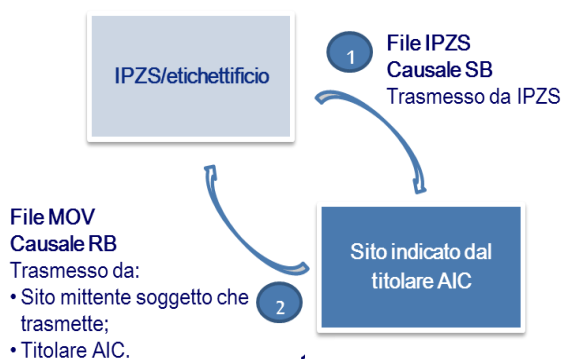 IPZS/etichettificio
1
File IPZS
Causale SB
Trasmesso da IPZS
File MOV
Causale RB
Trasmesso da:
• Sito mittente soggetto che
trasmette;
• Titolare AIC.
2
Sito indicato dal
titolare AIC